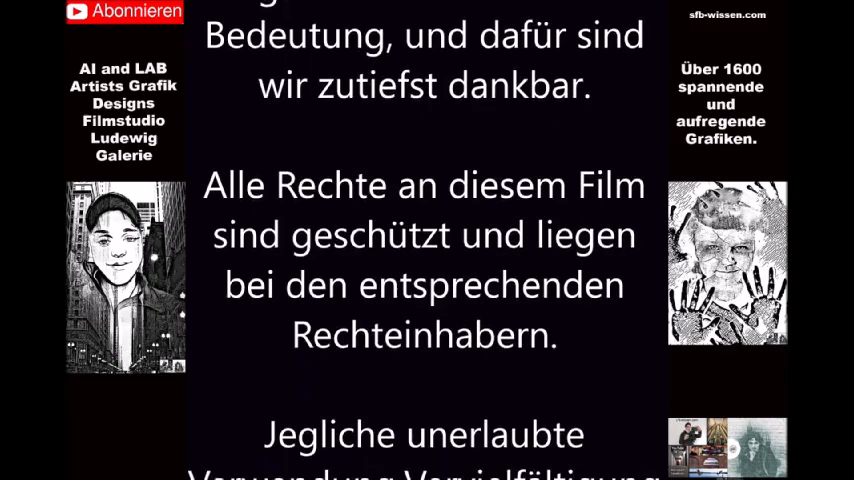 Abonnieren
AI and LAB
Artists Grafik
Designs
Filmstudio
Ludewig
Galerie
Bedeutung, und dafür sind
wir zutiefst dankbar.
Alle Rechte an diesem Film
sind geschützt und liegen
bei den entsprechenden
Rechteinhabern.
Jegliche unerlaubte
Verwendung Vervielfältigung
sfb-wissen.com
Über 1600
spannende
und
aufregende
Grafiken.